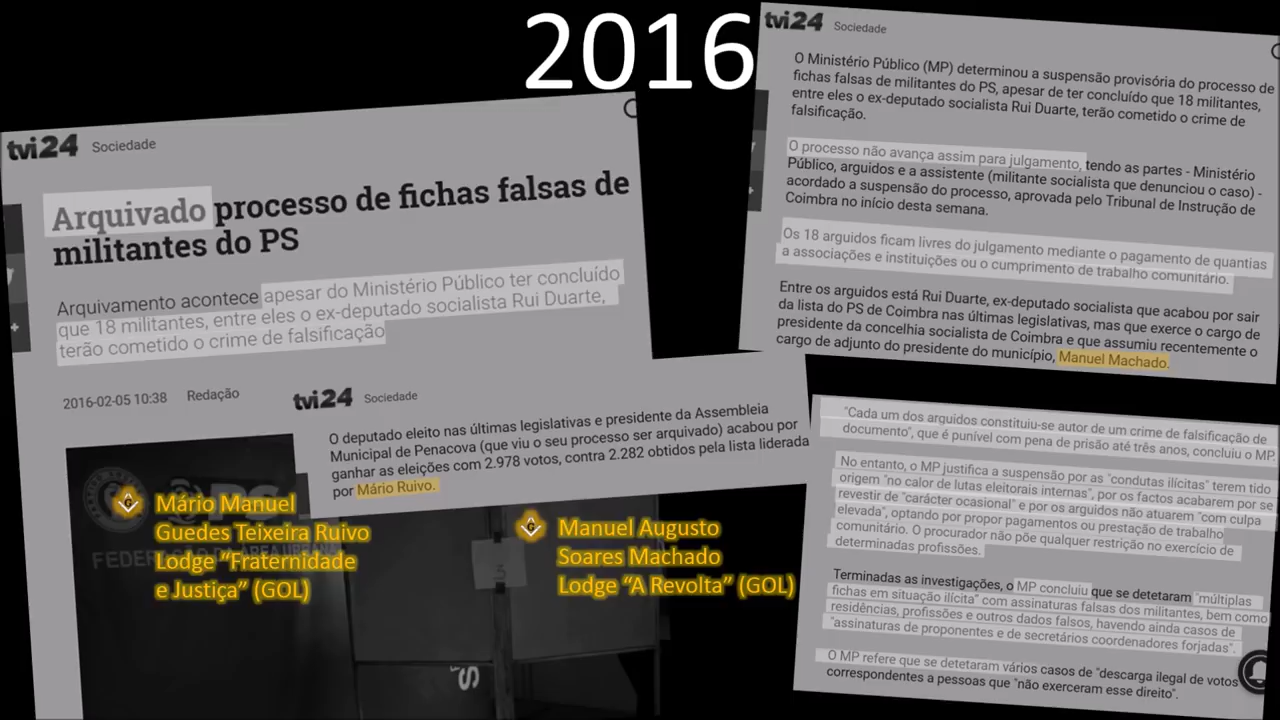 2016
tvi24 Sociedade
Arquivado processo de fichas falsas de
militantes do PS
Arquivamento acontece apesar do Ministério Público ter concluído
que 18 militantes, entre eles o ex-deputado socialista Rui Duarte,
terão cometido o crime de falsificação
2016-02-05 10:38 Redação
tvi24 Sociedade
O deputado eleito nas últimas legislativas e presidente da Assembleia
Municipal de Penacova (que viu o seu processo ser arquivado) acabou por
ganhar as eleições com 2.978 votos, contra 2.282 obtidos pela lista liderada
por Mário Ruivo.
PS
FEDERAÇÃO DE ÁREA URBANA
Mário Manuel
Guedes Teixeira Ruivo
Lodge “Fraternidade
e Justiça” (GOL)
3
S
Manuel Augusto
Soares Machado
Lodge “A Revolta” (GOL)
tvi24 Sociedade
O Ministério Público (MP) determinou a suspensão provisória do processo de
fichas falsas de militantes do PS, apesar de ter concluído que 18 militantes,
entre eles o ex-deputado socialista Rui Duarte, terão cometido o crime de
falsificação.
O processo não avança assim para julgamento, tendo as partes - Ministério
Público, arguidos e a assistente (militante socialista que denunciou o caso) -
acordado a suspensão do processo, aprovada pelo Tribunal de Instrução de
Coimbra no início desta semana.
Os 18 arguidos ficam livres do julgamento mediante o pagamento de quantias
a associações e instituições ou o cumprimento de trabalho comunitário.
Entre os arguidos está Rui Duarte, ex-deputado socialista que acabou por sair
da lista do PS de Coimbra nas últimas legislativas, mas que exerce o cargo de
presidente da concelhia socialista de Coimbra e que assumiu recentemente o
cargo de adjunto do presidente do município, Manuel Machado.
"Cada um dos arguidos constituiu-se autor de um crime de falsificação de
documento", que é punível com pena de prisão até três anos, concluiu o MP.
No entanto, o MP justifica a suspensão por as "condutas ilícitas" terem tido
origem "no calor de lutas eleitorais internas", por os factos acabarem por se
revestir de "carácter ocasional" e por os arguidos não atuarem "com culpa
elevada", optando por propor pagamentos ou prestação de trabalho
comunitário. O procurador não põe qualquer restrição no exercício de
determinadas profissões.
Terminadas as investigações, o MP concluiu que se detetaram "múltiplas
fichas em situação ilícita" com assinaturas falsas dos militantes, bem como
residências, profissões e outros dados falsos, havendo ainda casos de
"assinaturas de proponentes e de secretários coordenadores forjadas".
O MP refere que se detetaram vários casos de "descarga ilegal de votos
correspondentes a pessoas que "não exerceram esse direito".